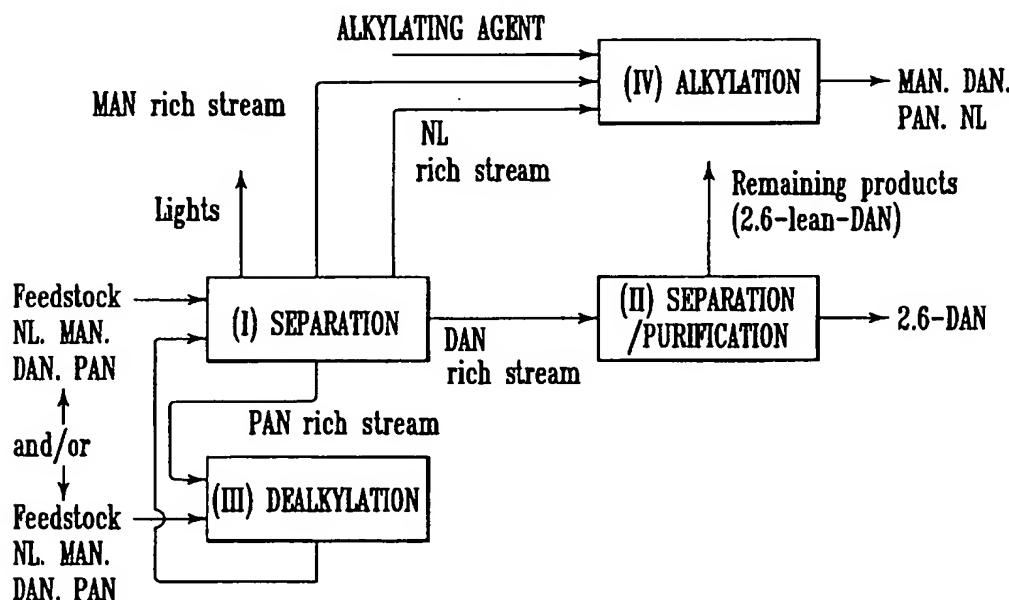 ALKYLATING AGENT
(IV) ALKYLATION
MAN. DAN.
PAN. NL
MAN rich stream
NL
rich stream
Lights
Remaining products
(2.6-lean-DAN)
Feedstock
NL. MAN.
DAN. PAN
(I) SEPARATION
DAN
rich stream
(II) SEPARATION
/PURIFICATION
2.6-DAN
PAN rich stream
and/or
(III) DEALKYLATION
Feedstock
NL. MAN.
DAN. PAN